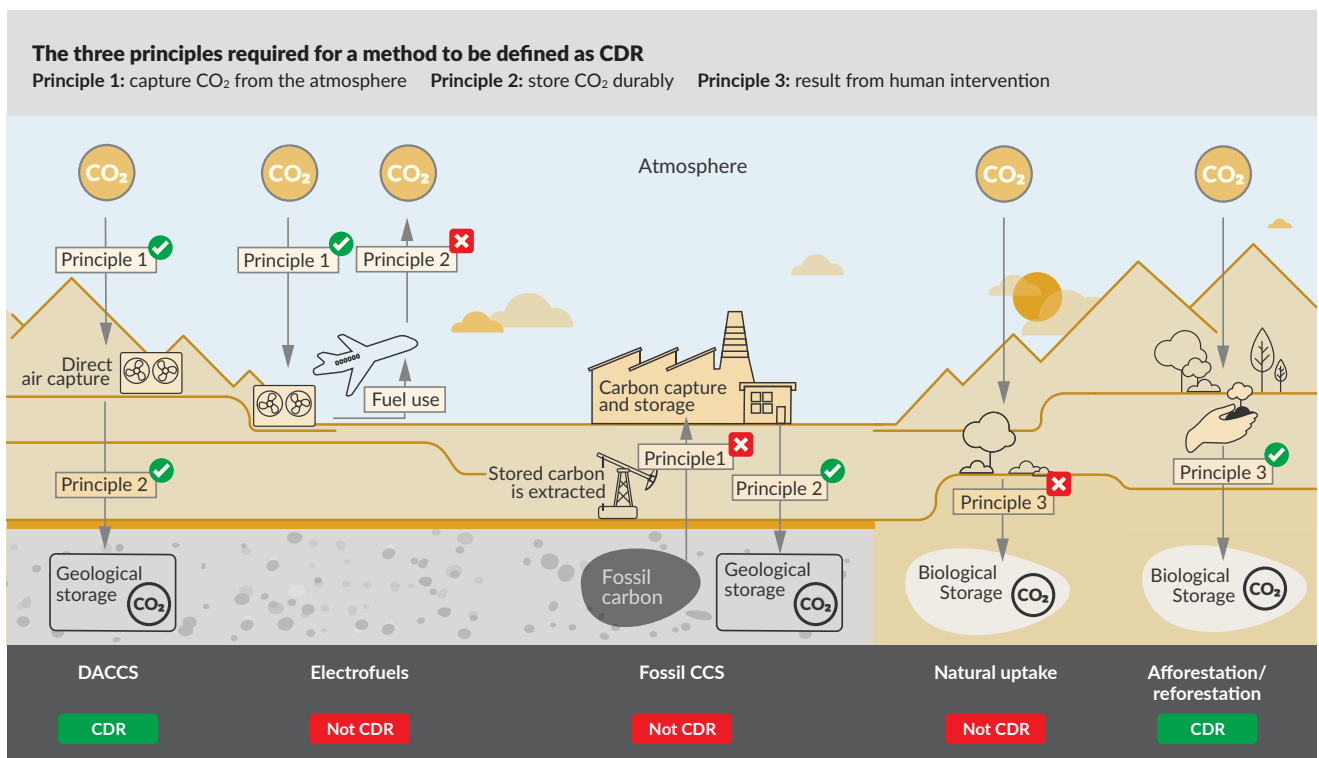 The three principles required for a method to be defined as CDR
Principle 1: capture CO₂ from the atmosphere Principle 2: store CO₂ durably Principle 3: result from human intervention
CO₂
CO₂
CO₂
Atmosphere
CO₂
CO₂
Principle 1
Principle 1
Principle 2
Direct
air capture
Fuel use
Carbon capture
and storage
Principle1
Stored carbon
is extracted
Principle 2
Principle 2
Principle 3
Principle 3
Geological
storage
CO₂
Fossil
carbon
Geological
storage
CO₂
Biological
Storage
CO₂
Biological
Storage
CO₂
DACCS
CDR
Electrofuels
Not CDR
Fossil CCS
Not CDR
Natural uptake
Not CDR
Afforestation/
reforestation
CDR